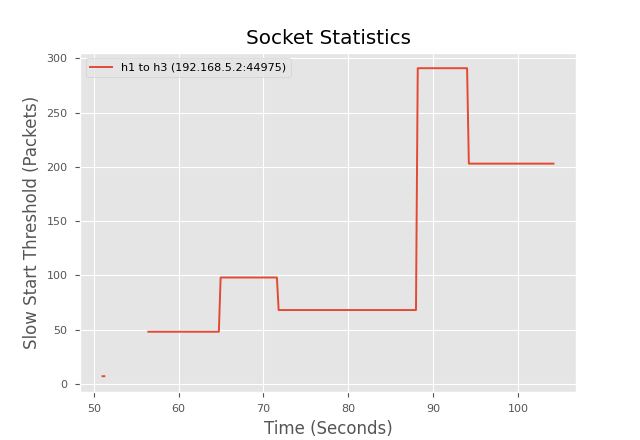 Socket Statistics
h1 to h3 (192.168.5.2:44975)
Slow Start Threshold (Packets)
300
250
200
150
100
50
0
50 60 70 80 90 100
Time (Seconds)